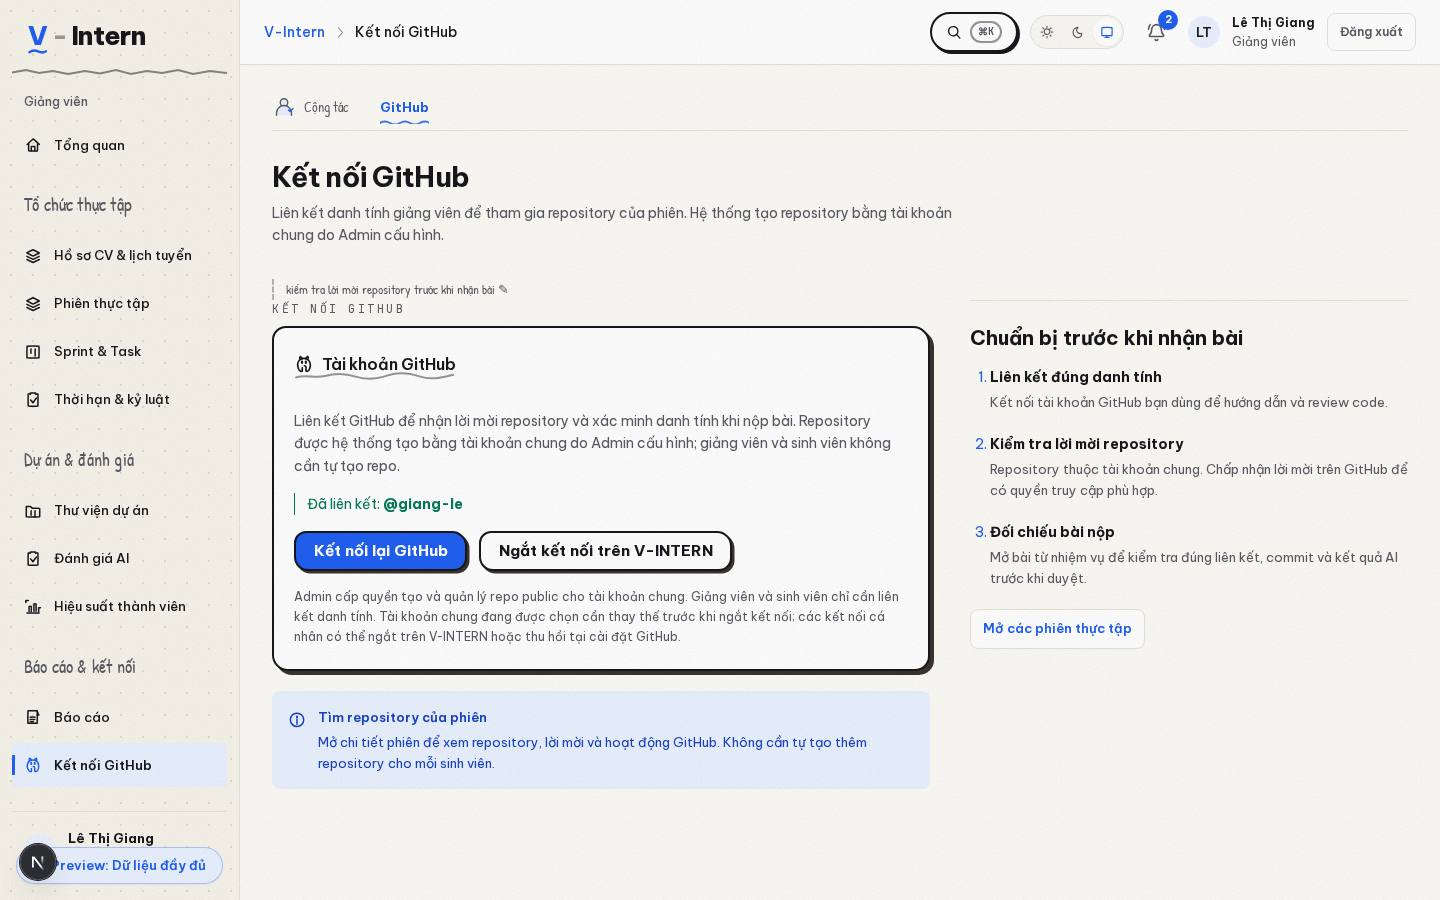 V - Intern
Giảng viên
Tổng quan
Tổ chức thực tập
Hồ sơ CV & lịch tuyển
Phiên thực tập
Sprint & Task
Thời hạn & kỷ luật
Dự án & đánh giá
Thư viện dự án
Đánh giá AI
Hiệu suất thành viên
Báo cáo & kết nối
Báo cáo
Kết nối GitHub
Lê Thị Giang
N
Preview: Dữ liệu đầy đủ
V-Intern > Kết nối GitHub
⌘K
2
LT
Lê Thị Giang
Giảng viên
Đăng xuất
Cộng tác
GitHub
Kết nối GitHub
Liên kết danh tính giảng viên để tham gia repository của phiên. Hệ thống tạo repository bằng tài khoản
chung do Admin cấu hình.
kiểm tra lời mời repository trước khi nhận bài ✎
KẾT NỐI GITHUB
Tài khoản GitHub
Liên kết GitHub để nhận lời mời repository và xác minh danh tính khi nộp bài. Repository
được hệ thống tạo bằng tài khoản chung do Admin cấu hình; giảng viên và sinh viên không
cần tự tạo repo.
Đã liên kết: @giang-le
Kết nối lại GitHub
Ngắt kết nối trên V-INTERN
Admin cấp quyền tạo và quản lý repo public cho tài khoản chung. Giảng viên và sinh viên chỉ cần liên
kết danh tính. Tài khoản chung đang được chọn cần thay thế trước khi ngắt kết nối; các kết nối cá
nhân có thể ngắt trên V-INTERN hoặc thu hồi tại cài đặt GitHub.
Tìm repository của phiên
Mở chi tiết phiên để xem repository, lời mời và hoạt động GitHub. Không cần tự tạo thêm
repository cho mỗi sinh viên.
Chuẩn bị trước khi nhận bài
1. Liên kết đúng danh tính
Kết nối tài khoản GitHub bạn dùng để hướng dẫn và review code.
2. Kiểm tra lời mời repository
Repository thuộc tài khoản chung. Chấp nhận lời mời trên GitHub để
có quyền truy cập phù hợp.
3. Đối chiếu bài nộp
Mở bài từ nhiệm vụ để kiểm tra đúng liên kết, commit và kết quả AI
trước khi duyệt.
Mở các phiên thực tập